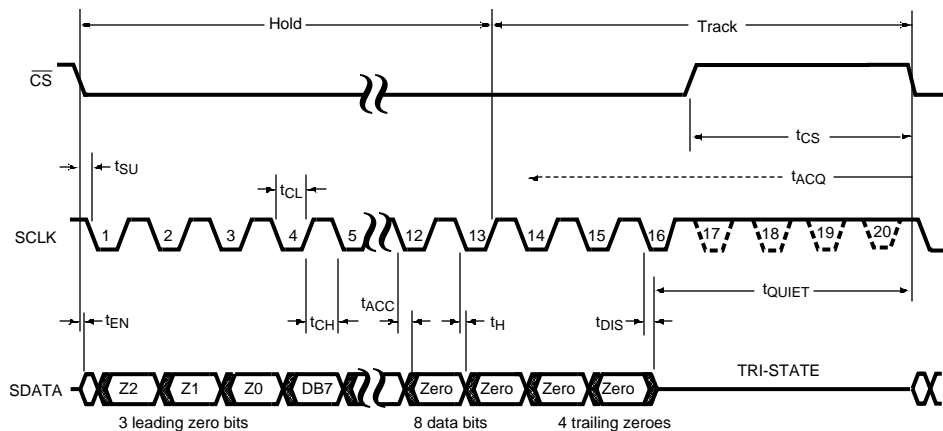 Hold Track
CS
tCS
tSU
tCL
tACQ
SCLK 1 2 3 4 5 12 13 14 15 16 17 18 19 20
tEN
tCH
tACC
tH
tDIS
tQUIET
SDATA Z2 Z1 Z0 DB7 Zero Zero Zero Zero TRI-STATE
3 leading zero bits 8 data bits 4 trailing zeroes